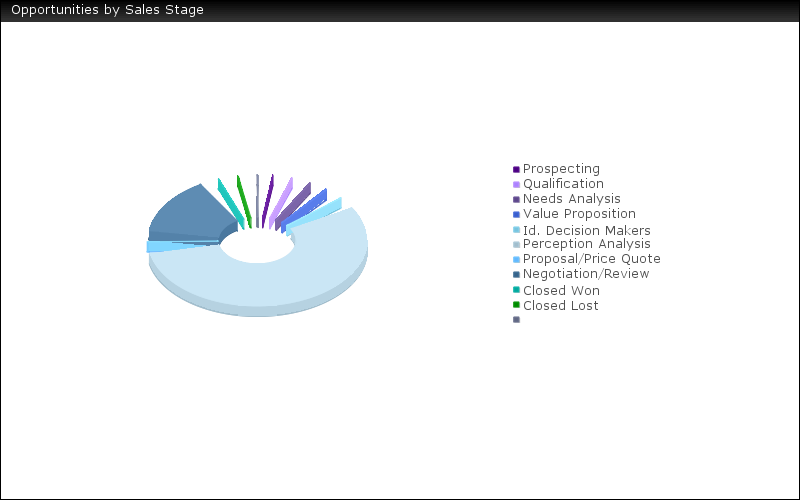 Opportunities by Sales Stage
Prospecting
Qualification
Needs Analysis
Value Proposition
Id. Decision Makers
Perception Analysis
Proposal/Price Quote
Negotiation/Review
Closed Won
Closed Lost